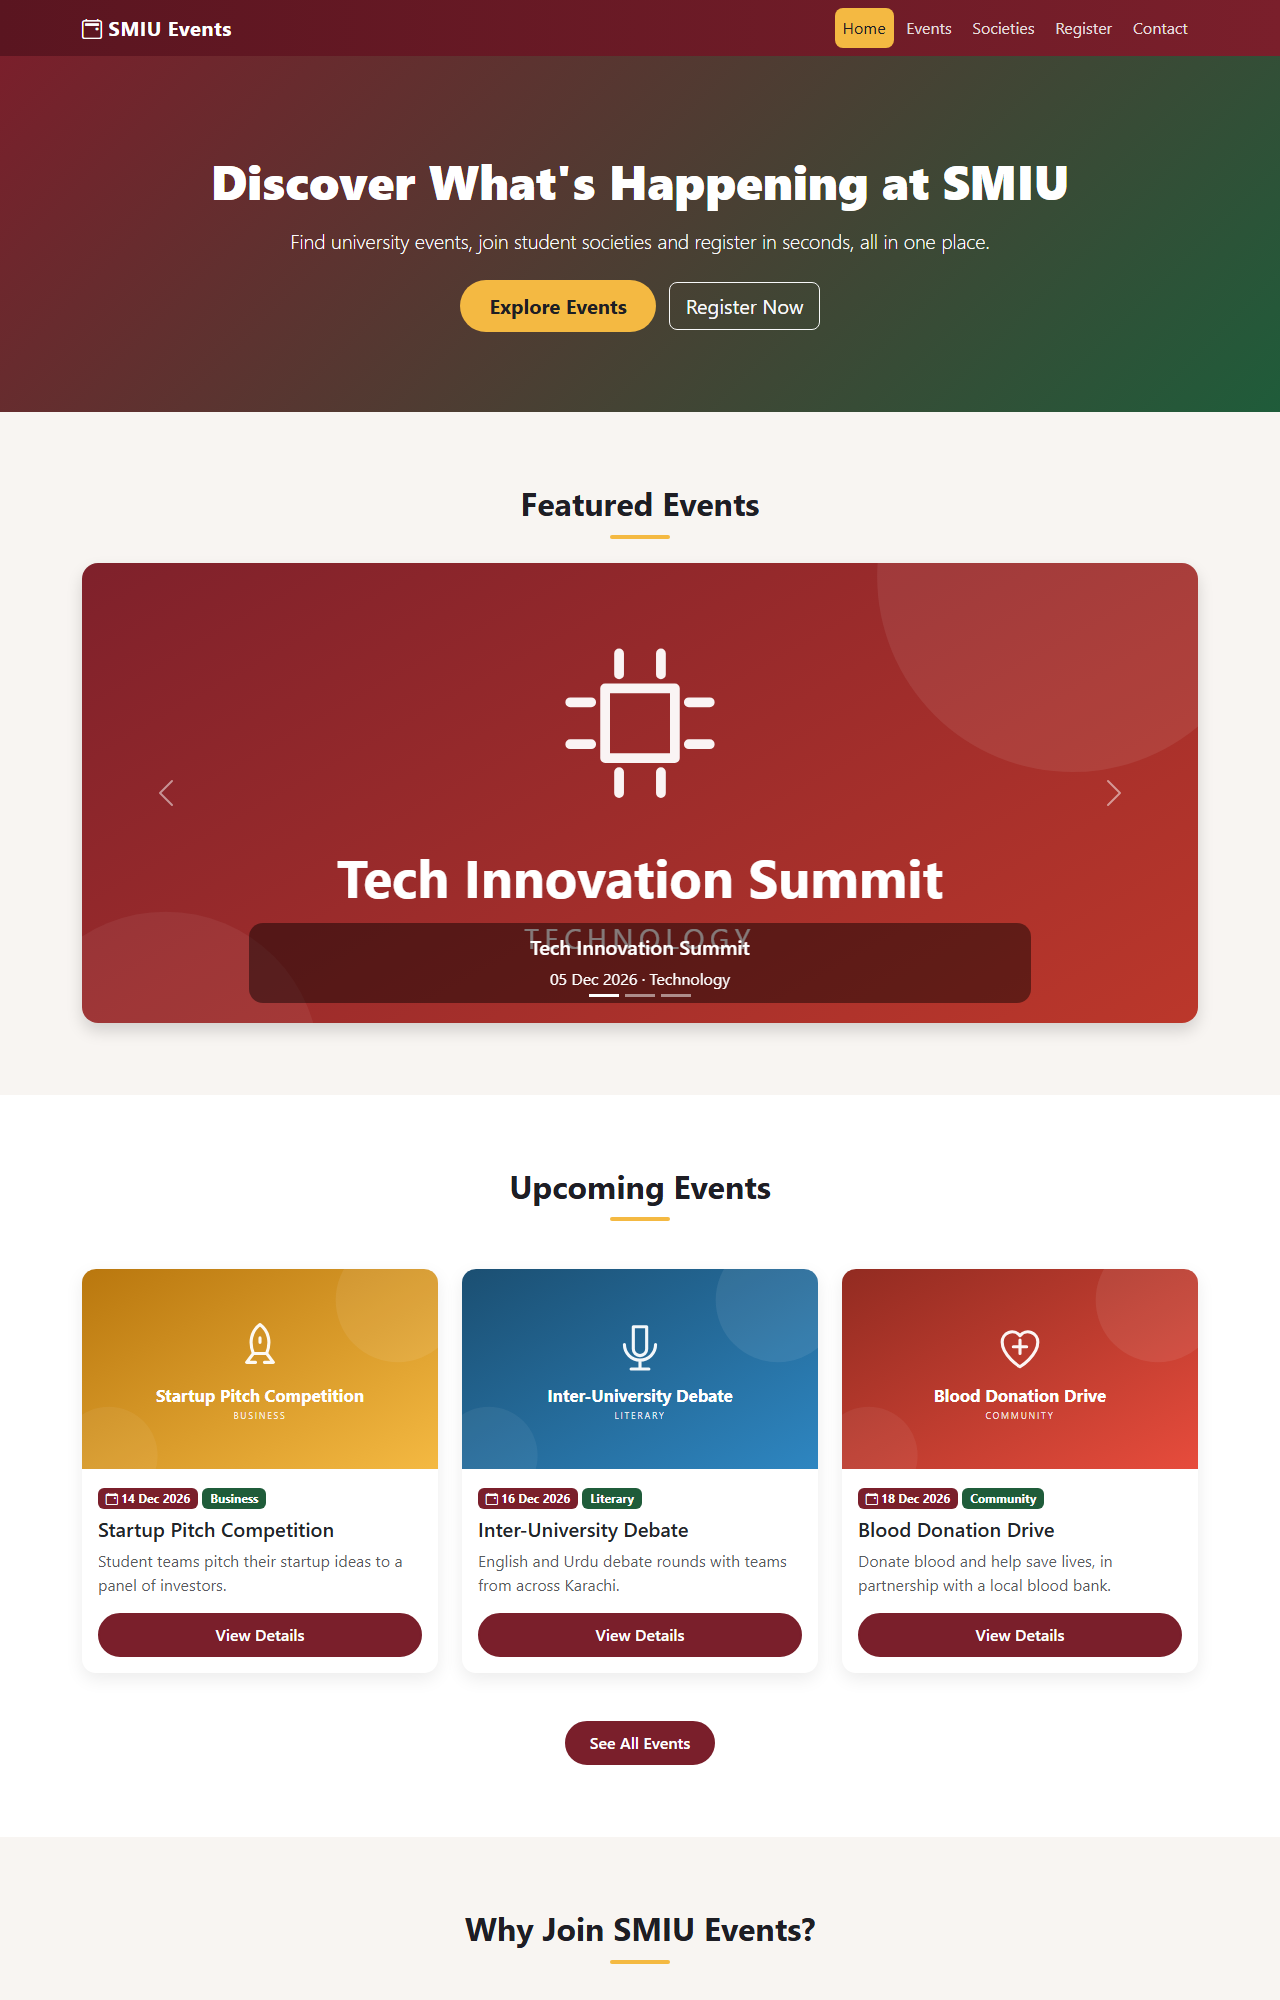 SMIU Events
Home Events Societies Register Contact
Discover What's Happening at SMIU
Find university events, join student societies and register in seconds, all in one place.
Explore Events
Register Now
Featured Events
Tech Innovation Summit
TECHNOLOGY
Tech Innovation Summit
05 Dec 2026 · Technology
Upcoming Events
Startup Pitch Competition
BUSINESS
14 Dec 2026 Business
Startup Pitch Competition
Student teams pitch their startup ideas to a
panel of investors.
View Details
Inter-University Debate
LITERARY
16 Dec 2026 Literary
Inter-University Debate
English and Urdu debate rounds with teams
from across Karachi.
View Details
Blood Donation Drive
COMMUNITY
18 Dec 2026 Community
Blood Donation Drive
Donate blood and help save lives, in
partnership with a local blood bank.
View Details
See All Events
Why Join SMIU Events?